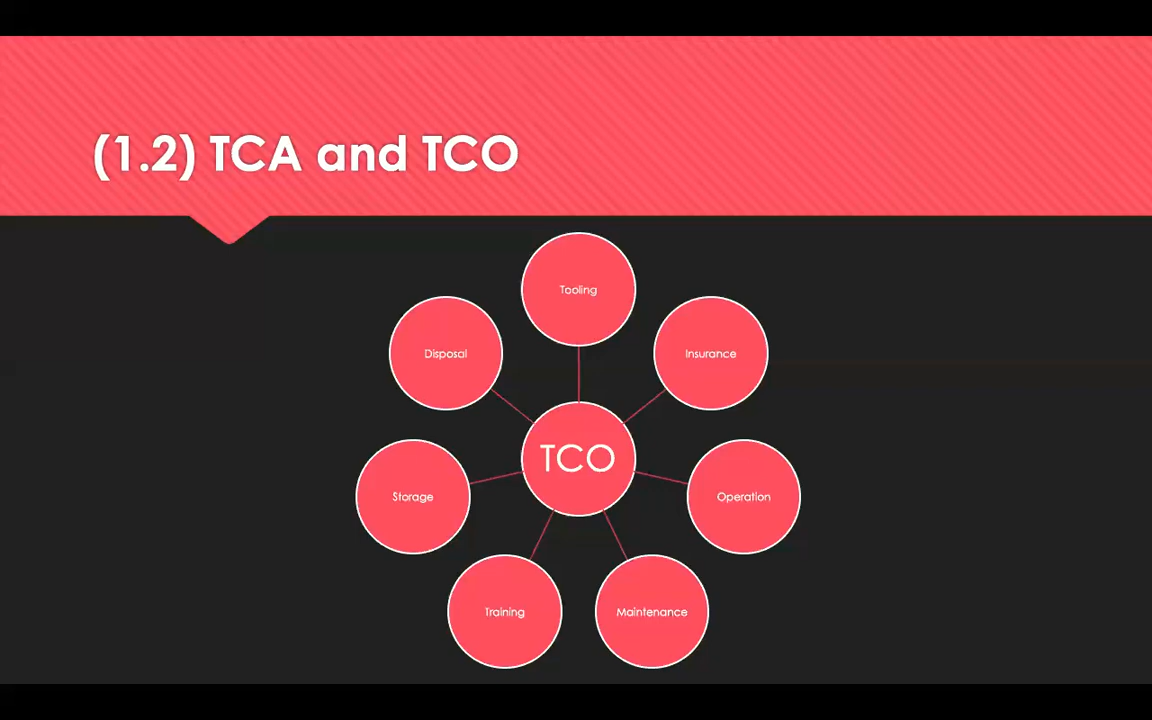 (1.2) TCA and TCO
Tooling
Disposal
Insurance
TCO
Storage
Operation
Training
Maintenance